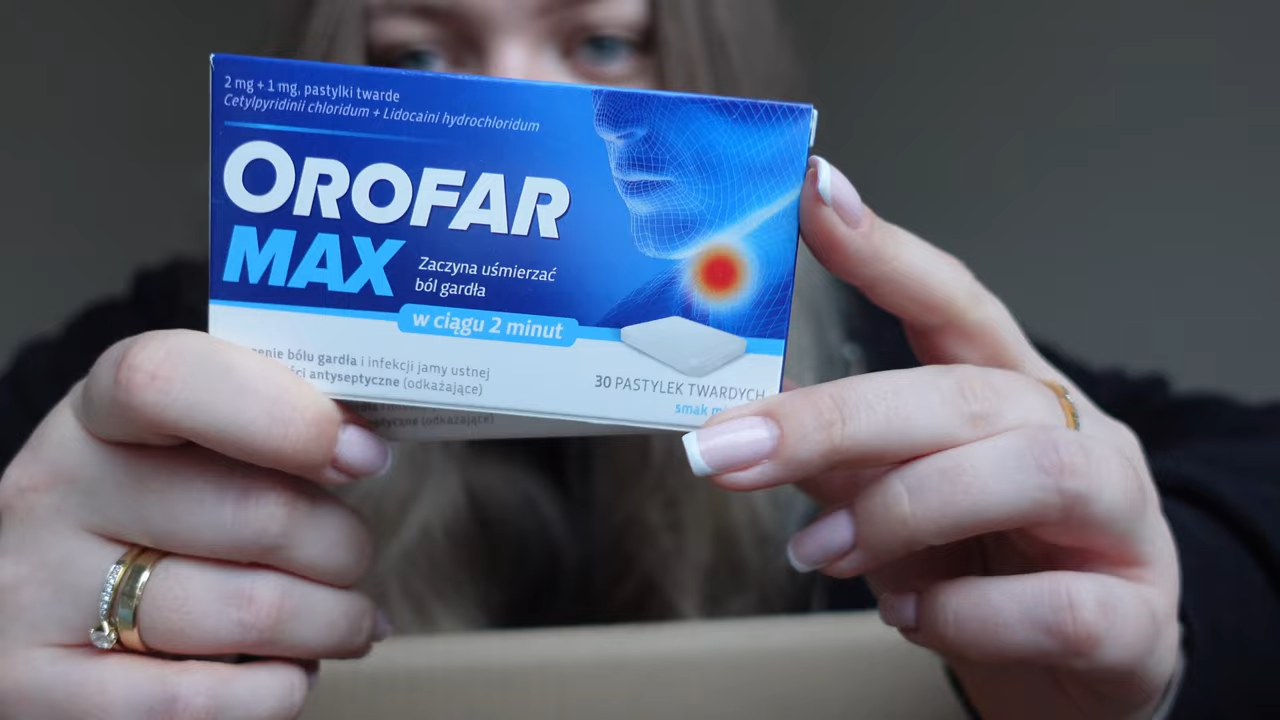 2 mg + 1 mg, pastylki twarde
Cetylpyridinii chloridum + Lidocaini hydrochloridum
OROFAR
MAX
Zaczyna uśmierzać
ból gardła
w ciągu 2 minut
bólu gardła i infekcji jamy ustnej
antyseptyczne (odkażające)
30 PASTYLEK TWARDYCH
smak
(odkażające)